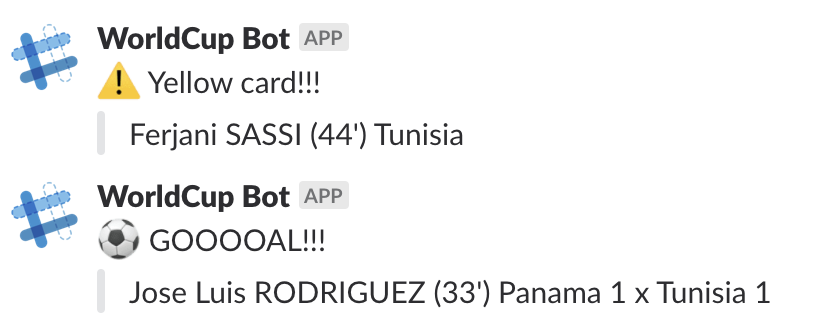 WorldCup Bot APP
⚠️ Yellow card!!!
Ferjani SASSI (44') Tunisia
WorldCup Bot APP
⚽ GOOOOAL!!!
Jose Luis RODRIGUEZ (33') Panama 1 x Tunisia 1